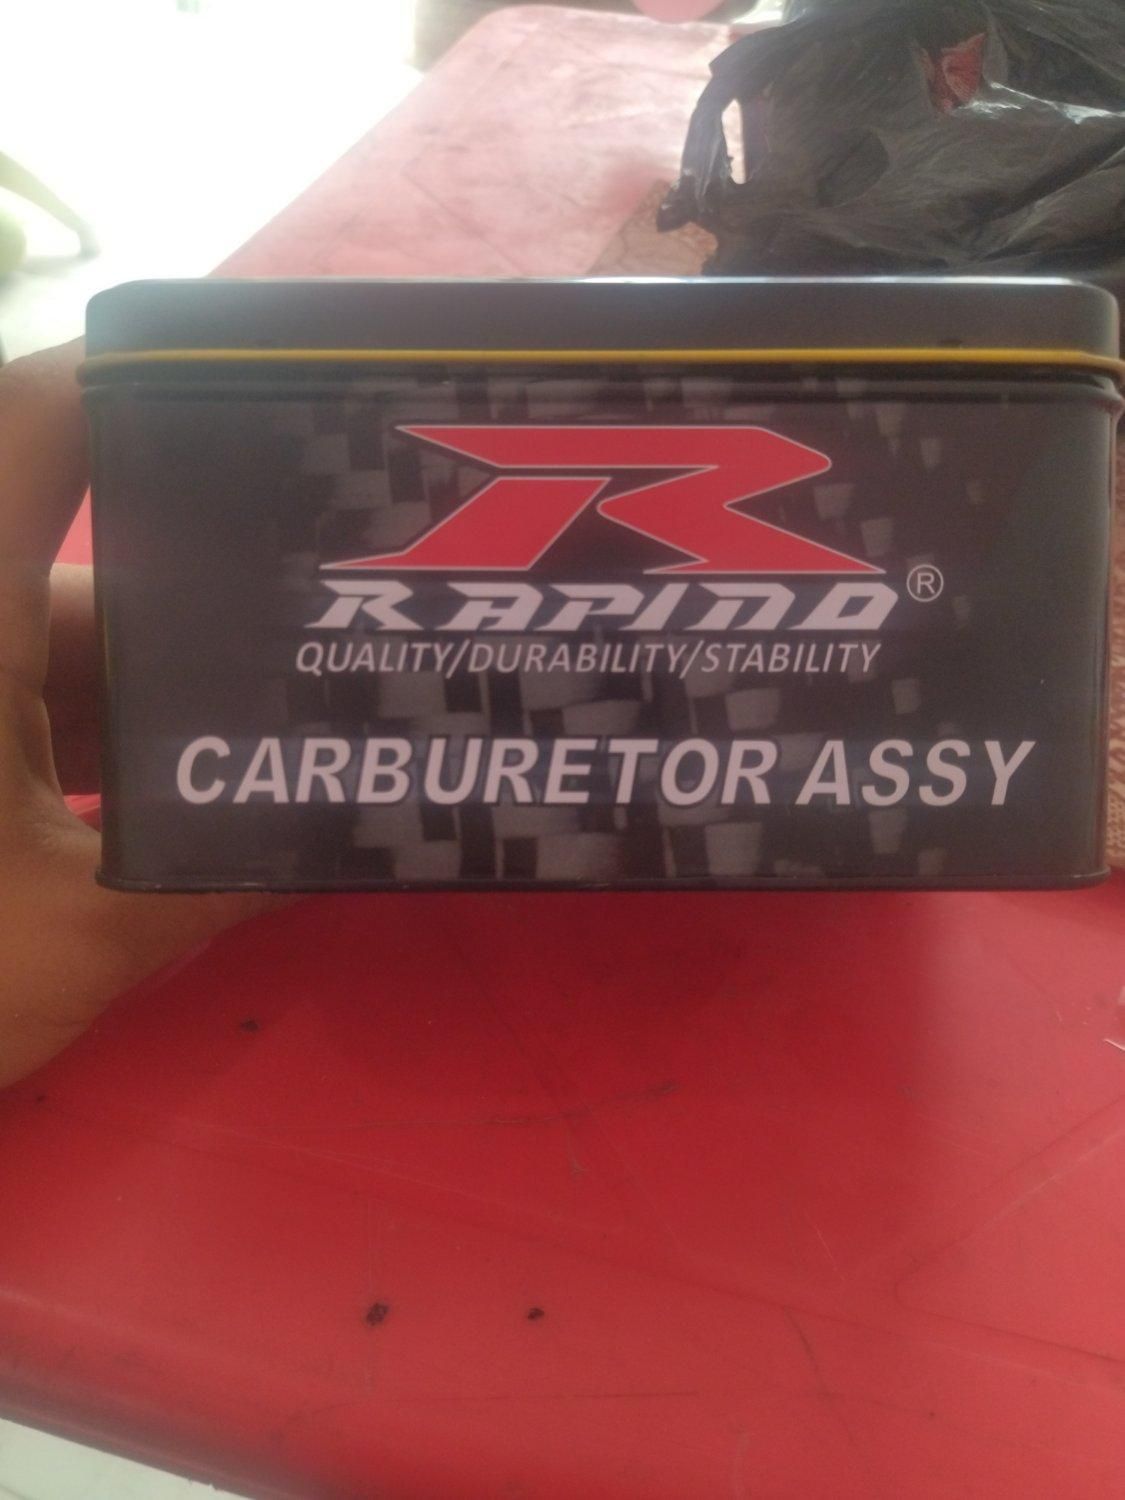 R
RAPIDO®
QUALITY/DURABILITY/STABILITY
CARBURETOR ASSY